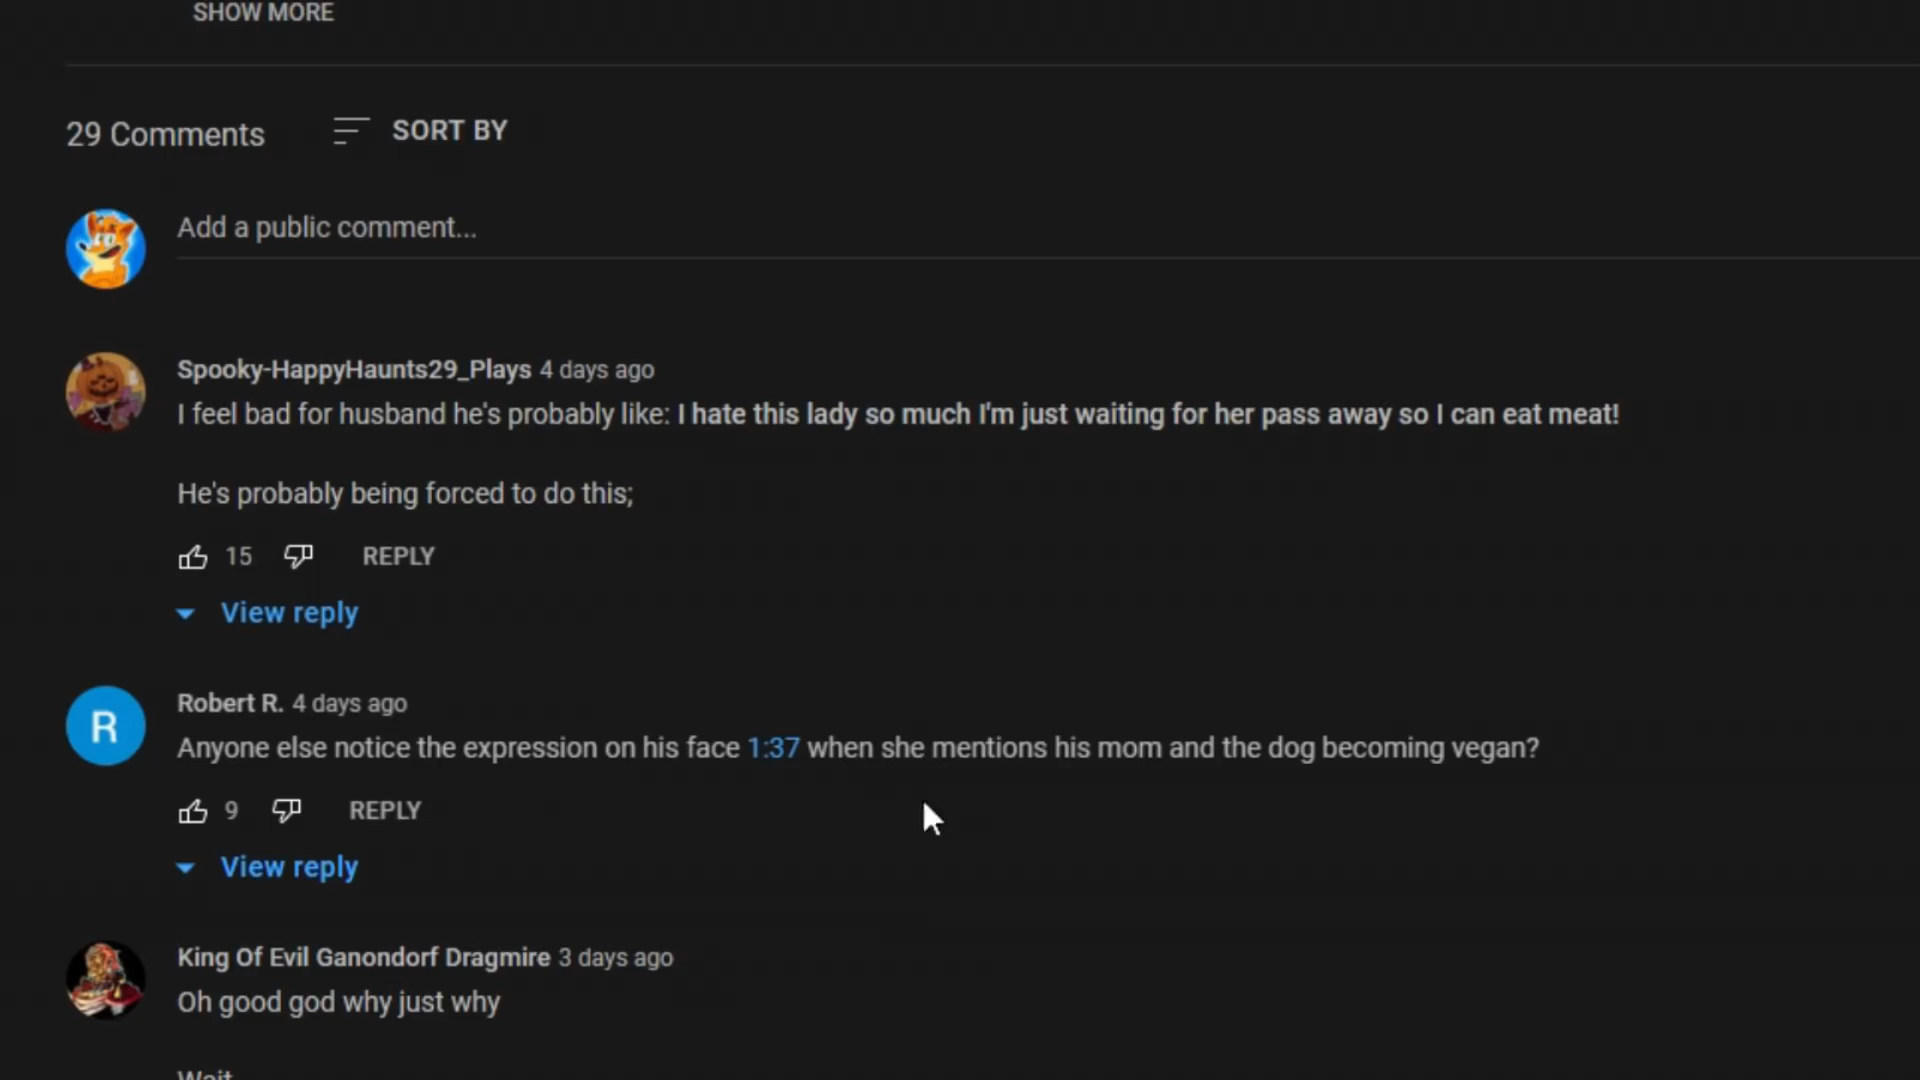 SHOW MORE
29 Comments
SORT BY
Add a public comment...
Spooky-HappyHaunts29_Plays 4 days ago
I feel bad for husband he's probably like: I hate this lady so much I'm just waiting for her pass away so I can eat meat!
He's probably being forced to do this;
15
REPLY
View reply
R
Robert R. 4 days ago
Anyone else notice the expression on his face 1:37 when she mentions his mom and the dog becoming vegan?
9
REPLY
View reply
King Of Evil Ganondorf Dragmire 3 days ago
Oh good god why just why
Wait